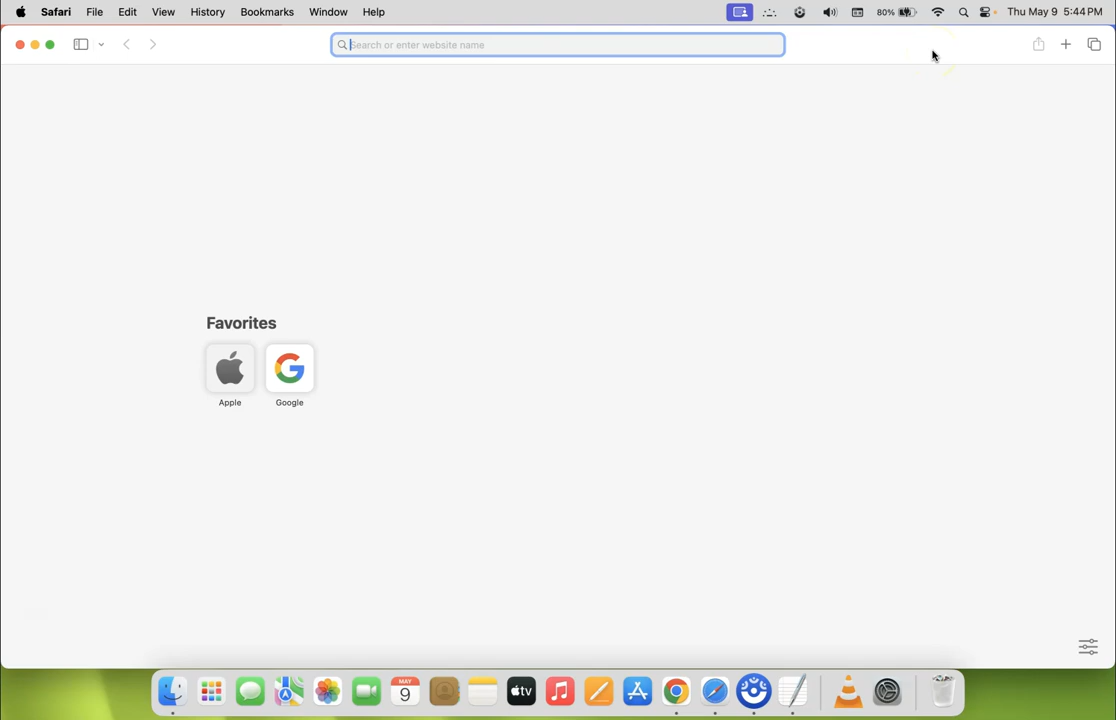 Safari File Edit View History Bookmarks Window Help 80% Thu May 9 5:44 PM
Search or enter website name
Favorites
Apple Google
MAY
9
tv